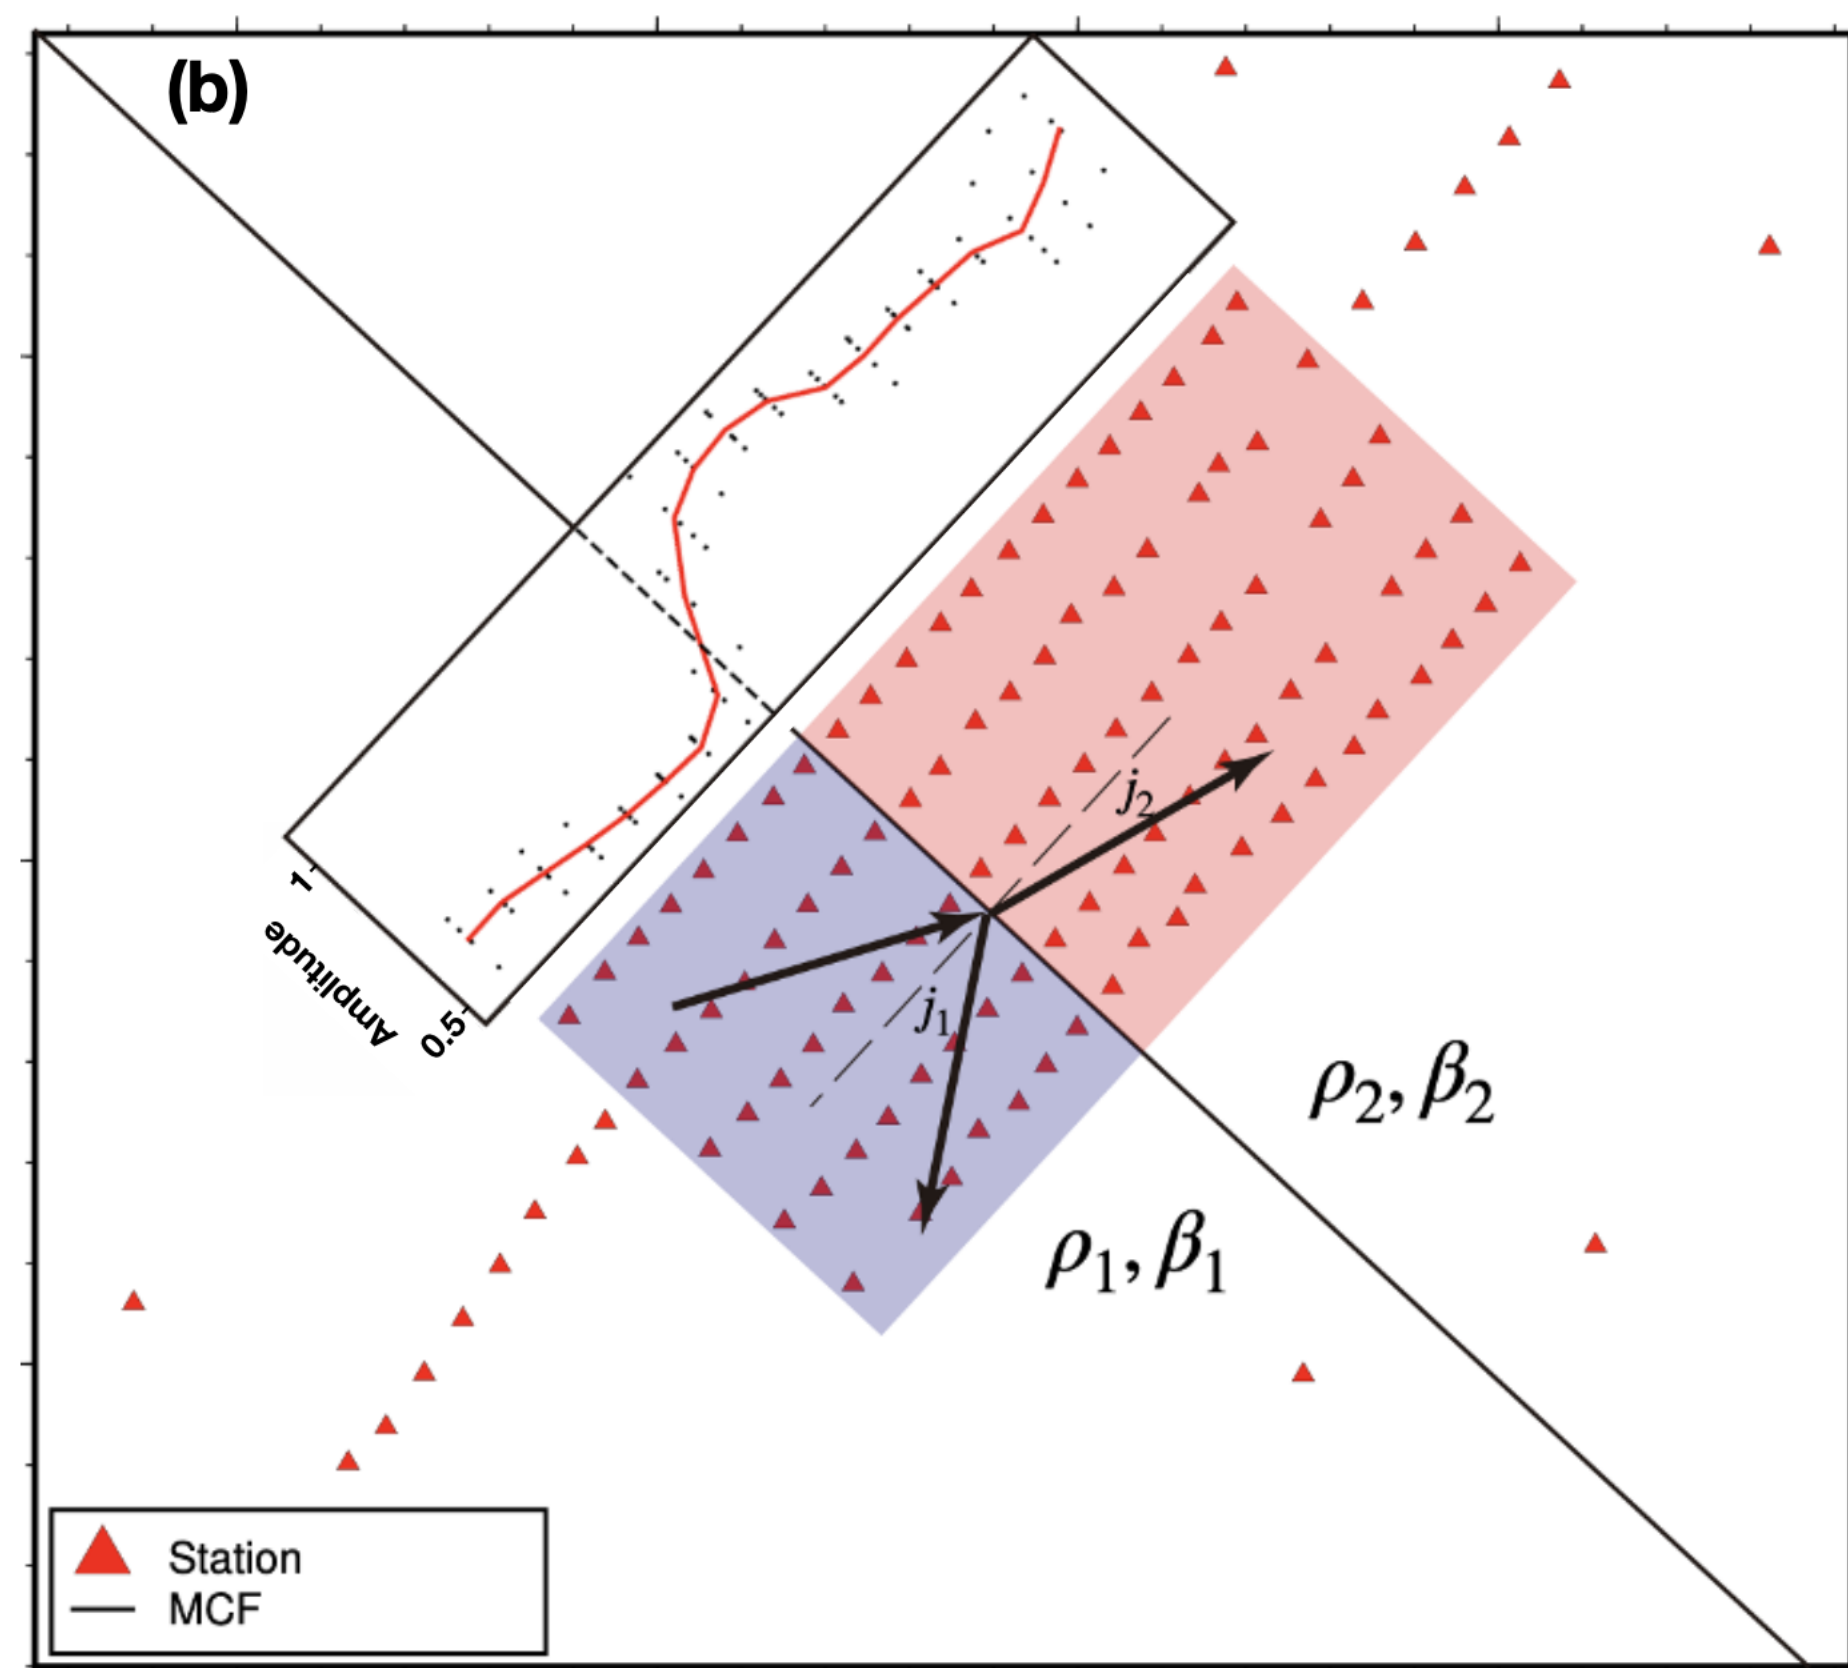 (b)
1
Amplitude
0.5
j₂
j₁
ρ₂, β₂
ρ₁, β₁
Station
MCF